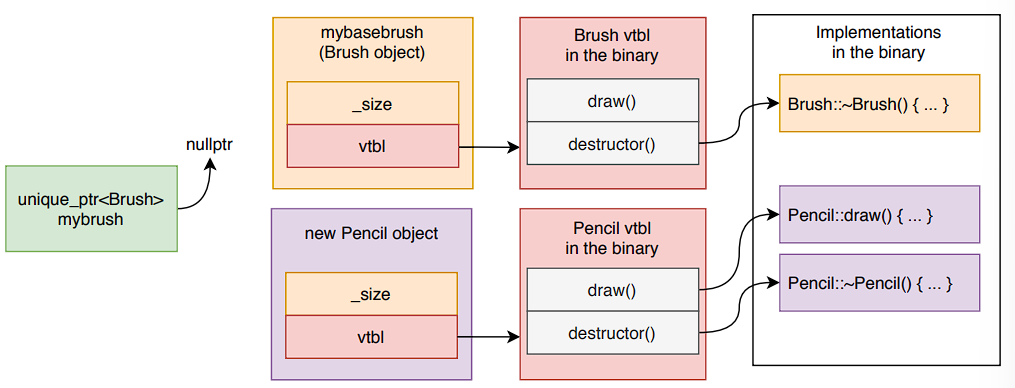 nullptr
unique_ptr<Brush>
mybrush
mybasebrush
(Brush object)
_size
vtbl
Brush vtbl
in the binary
draw()
destructor()
Implementations
in the binary
Brush::~Brush() { ... }
new Pencil object
_size
vtbl
Pencil vtbl
in the binary
draw()
destructor()
Pencil::draw() { ... }
Pencil::~Pencil() { ... }